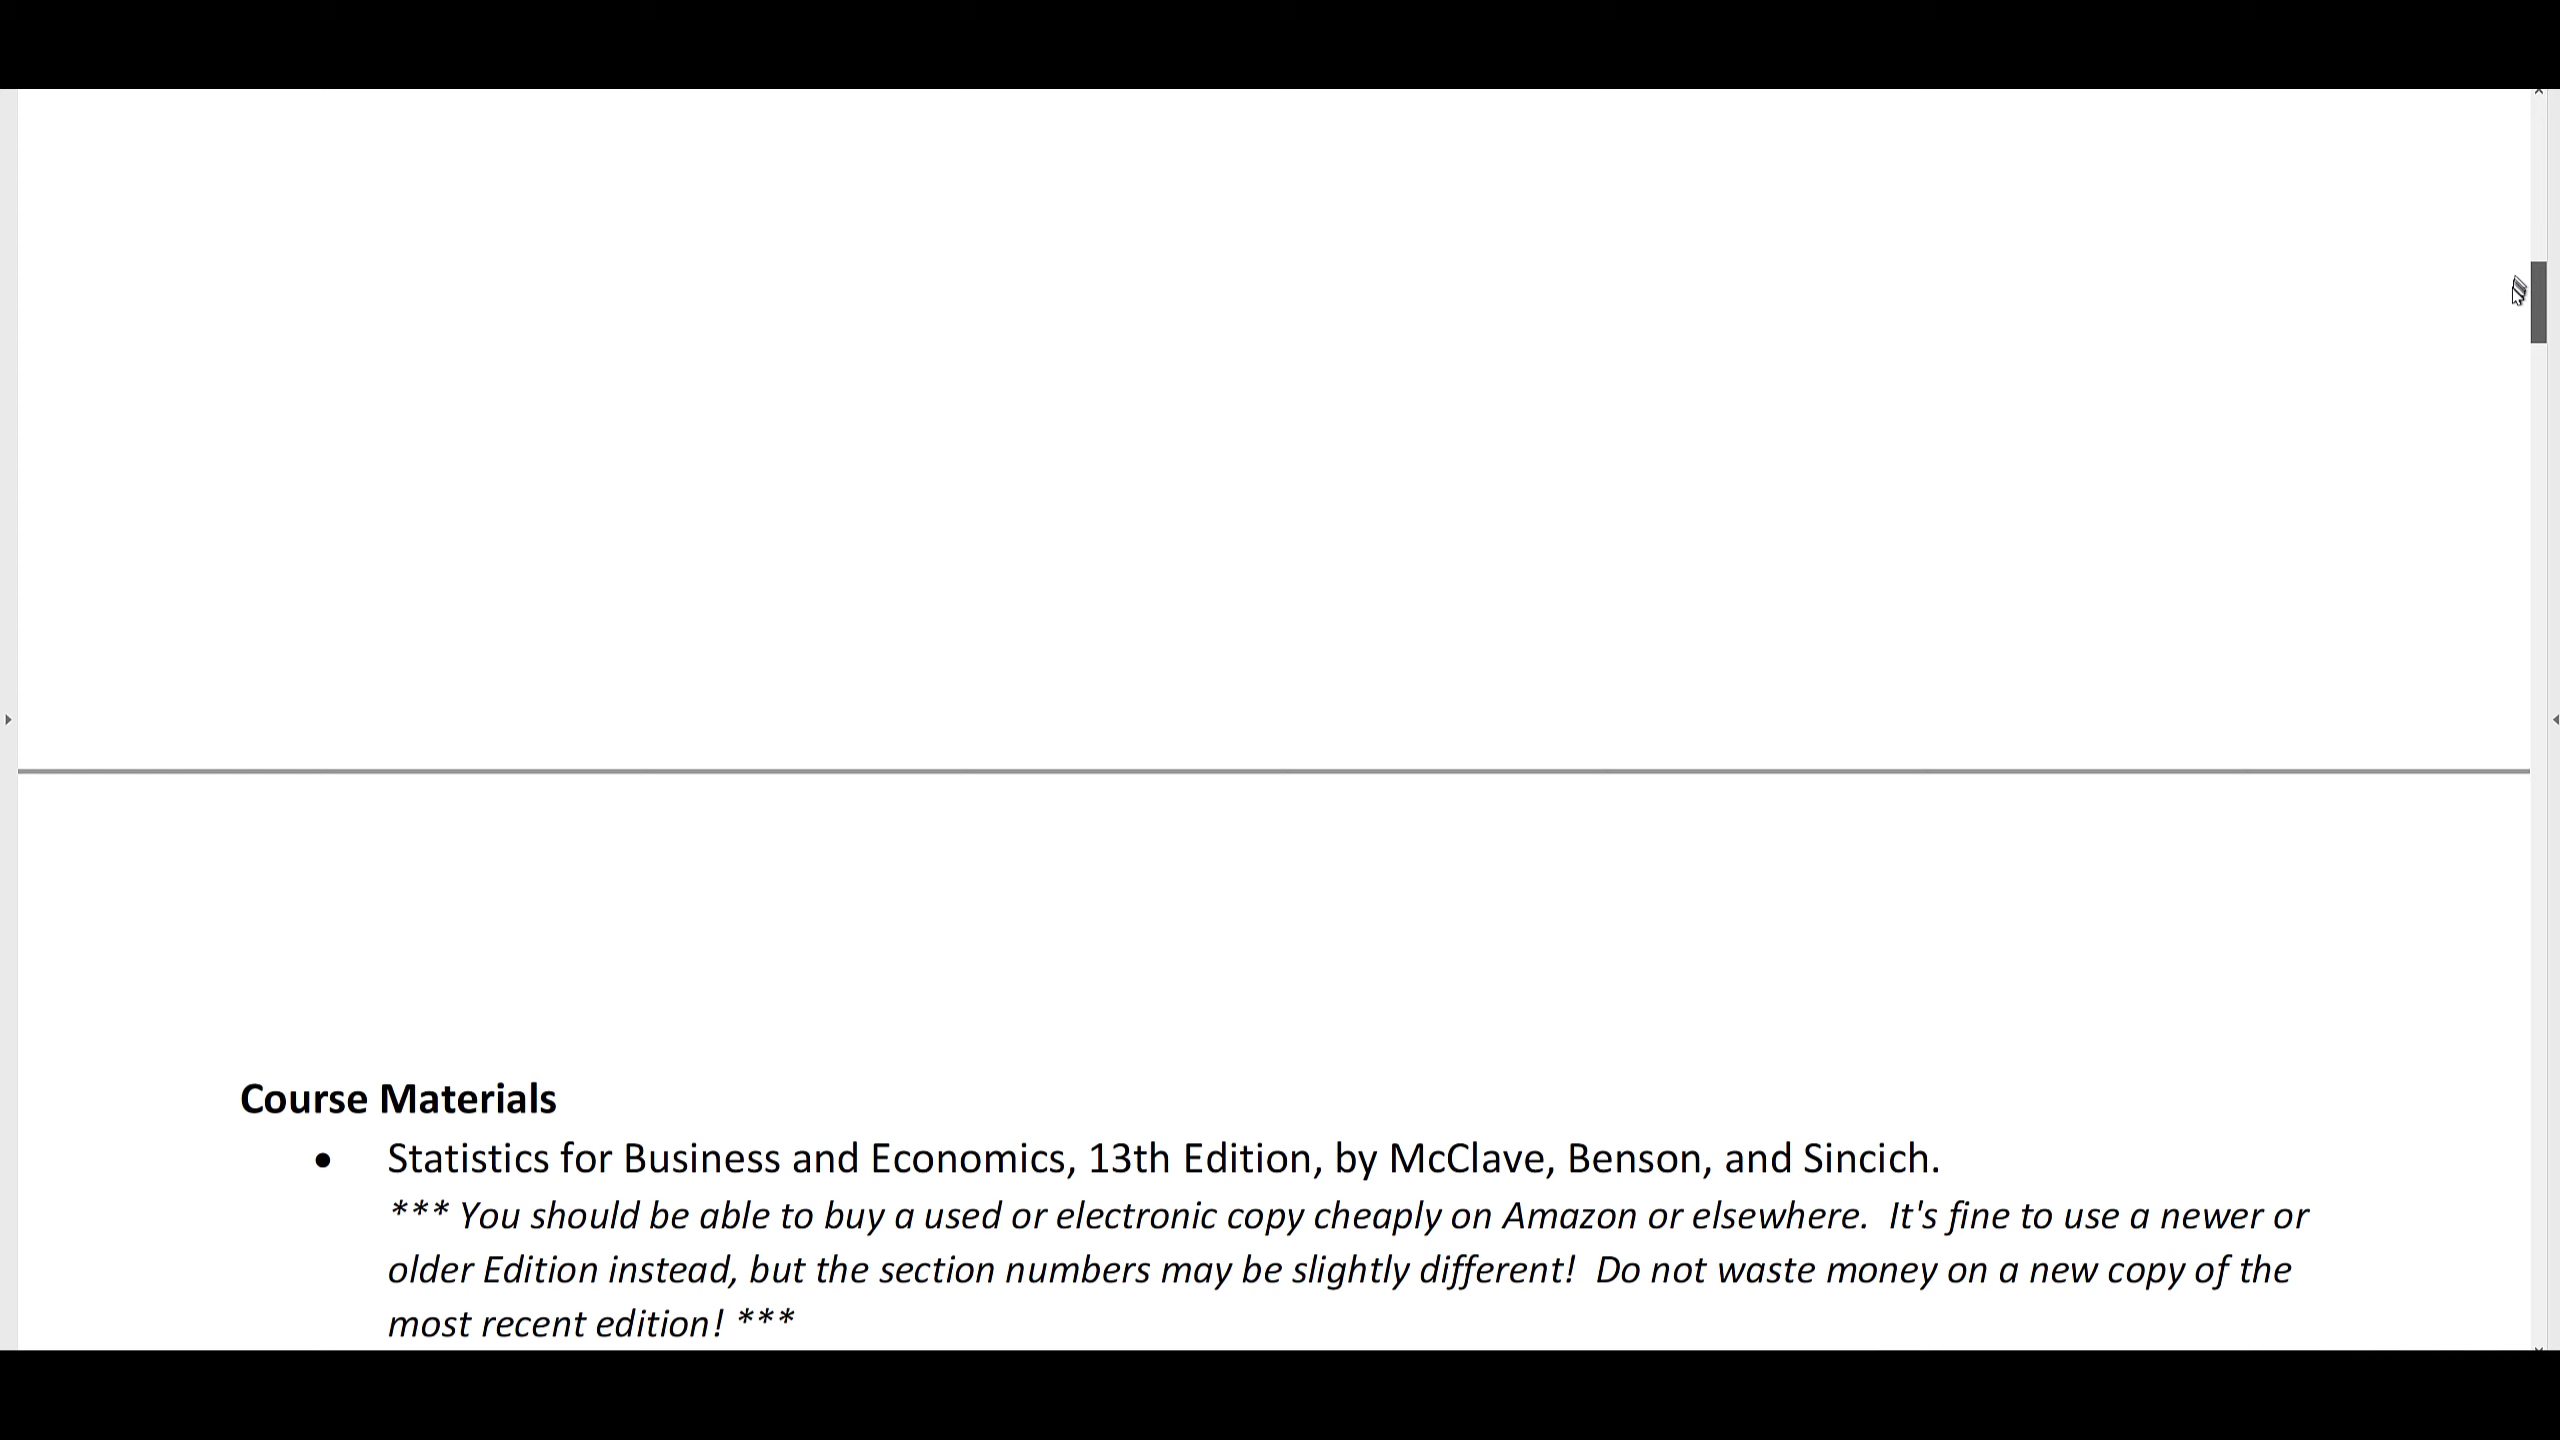 Course Materials
• Statistics for Business and Economics, 13th Edition, by McClave, Benson, and Sincich.
*** You should be able to buy a used or electronic copy cheaply on Amazon or elsewhere.  It's fine to use a newer or
older Edition instead, but the section numbers may be slightly different!  Do not waste money on a new copy of the
most recent edition! ***